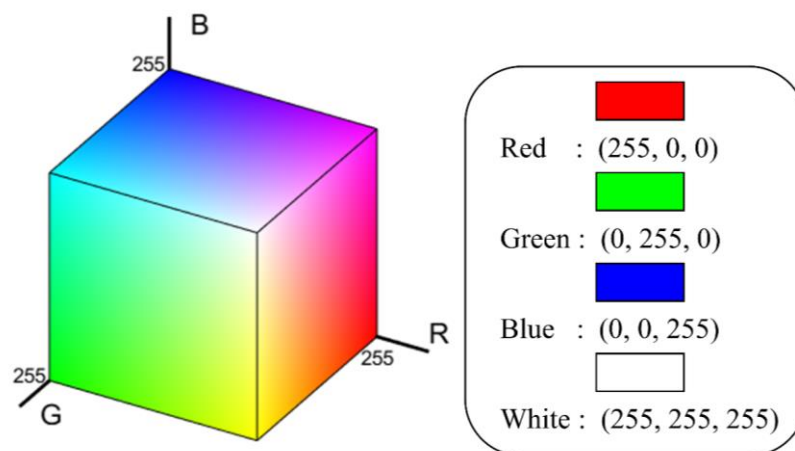 B
255
R
255
255
G
Red : (255, 0, 0)
Green : (0, 255, 0)
Blue : (0, 0, 255)
White : (255, 255, 255)